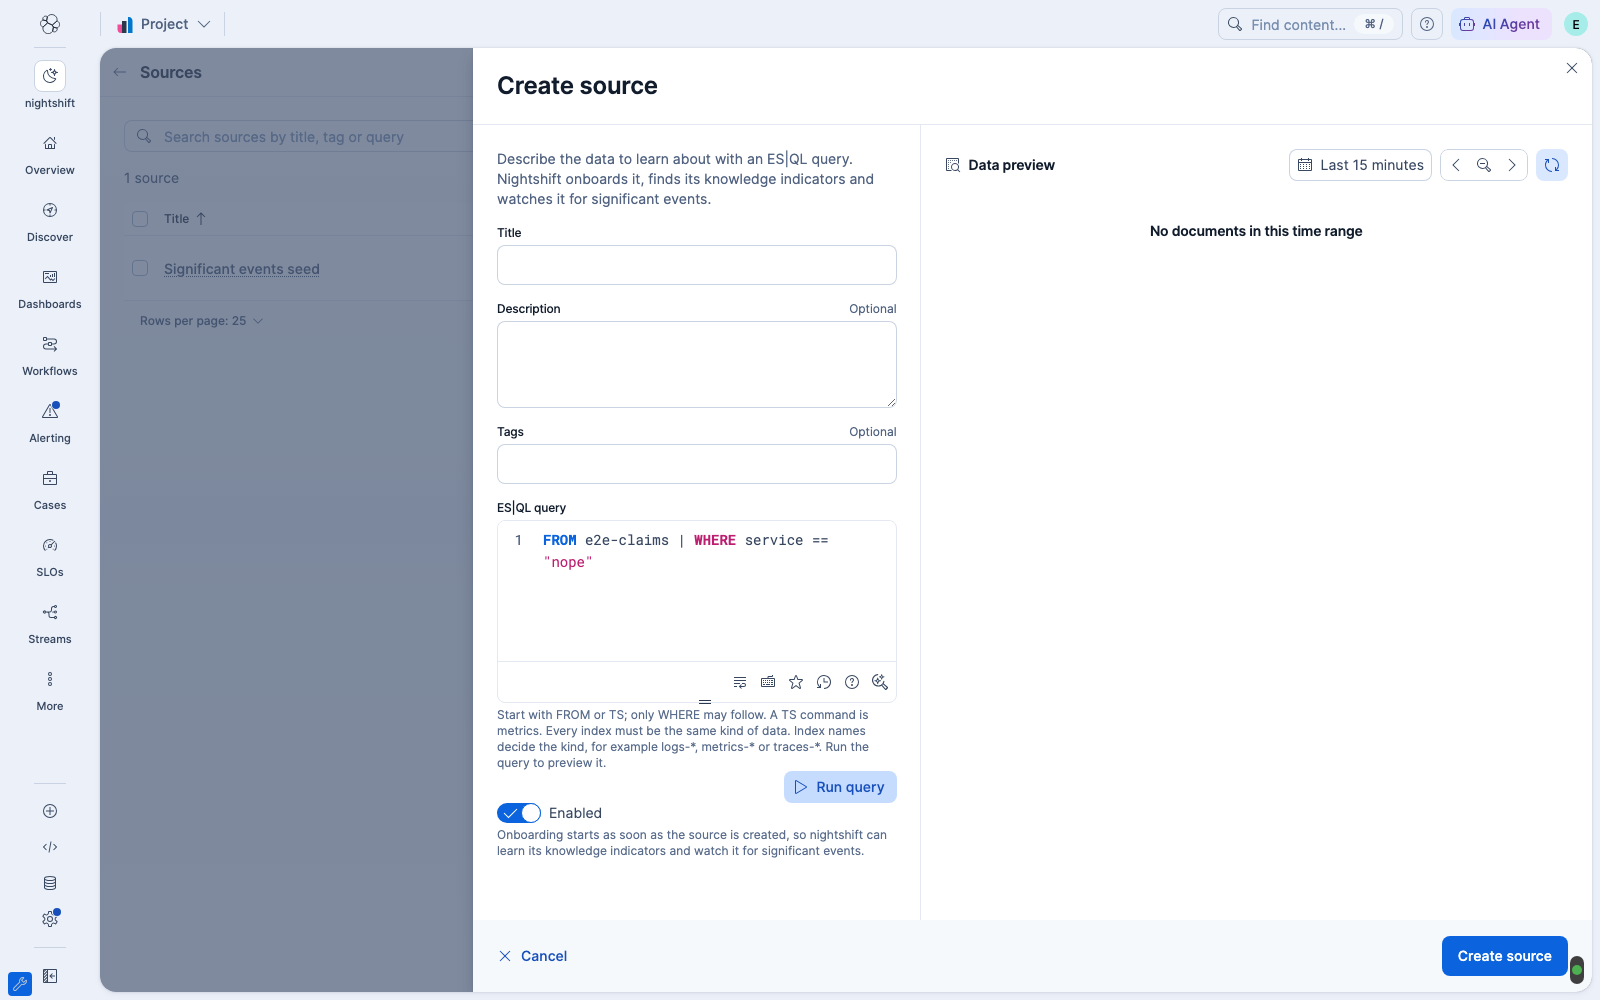 Project
Find content...
⌘ /
AI Agent
E
nightshift
Overview
Discover
Dashboards
Workflows
Alerting
Cases
SLOs
Streams
More
Sources
Search sources by title, tag or query
1 source
Title
Significant events seed
Rows per page: 25
Create source
Describe the data to learn about with an ES|QL query.
Nightshift onboards it, finds its knowledge indicators and
watches it for significant events.
Title
Description
Optional
Tags
Optional
ES|QL query
1 FROM e2e-claims | WHERE service ==
"nope"
Start with FROM or TS; only WHERE may follow. A TS command is
metrics. Every index must be the same kind of data. Index names
decide the kind, for example logs-*, metrics-* or traces-*. Run the
query to preview it.
Run query
Enabled
Onboarding starts as soon as the source is created, so nightshift can
learn its knowledge indicators and watch it for significant events.
Data preview
Last 15 minutes
No documents in this time range
Cancel
Create source